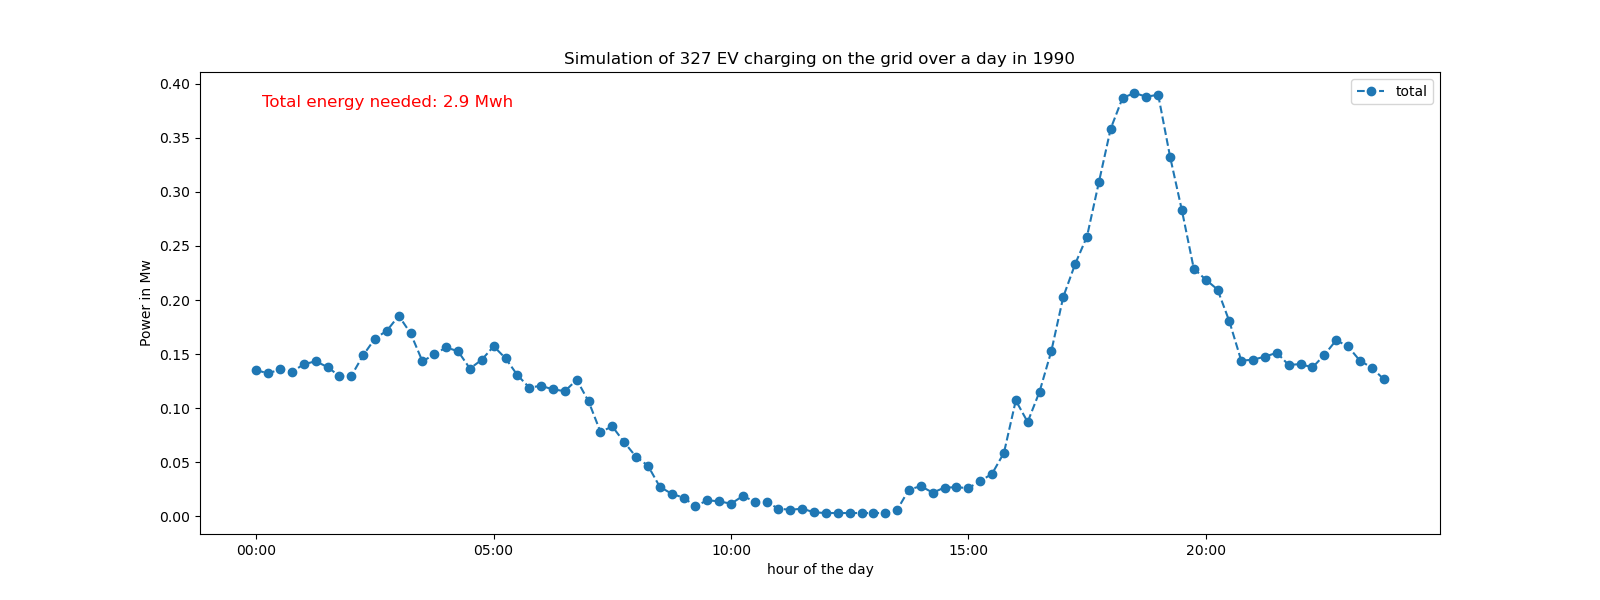 Simulation of 327 EV charging on the grid over a day in 1990
Total energy needed: 2.9 Mwh
total
Power in Mw
0.40
0.35
0.30
0.25
0.20
0.15
0.10
0.05
0.00
00:00 05:00 10:00 15:00 20:00
hour of the day